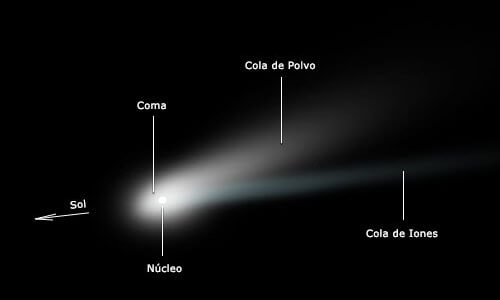 Cola de Polvo
Coma
Sol
Cola de Iones
Núcleo